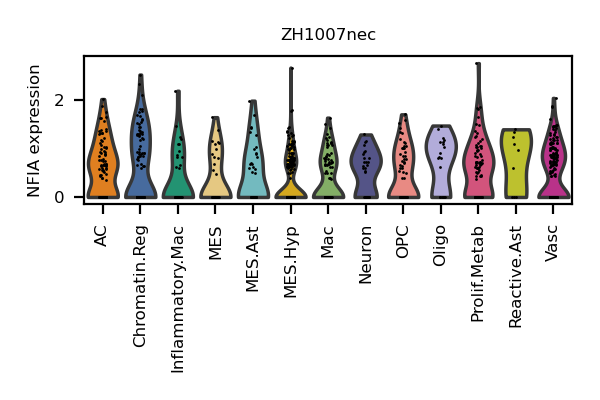 ZH1007nec
NFIA expression
2
0
AC
Chromatin.Reg
Inflammatory.Mac
MES
MES.Ast
MES.Hyp
Mac
Neuron
OPC
Oligo
Prolif.Metab
Reactive.Ast
Vasc